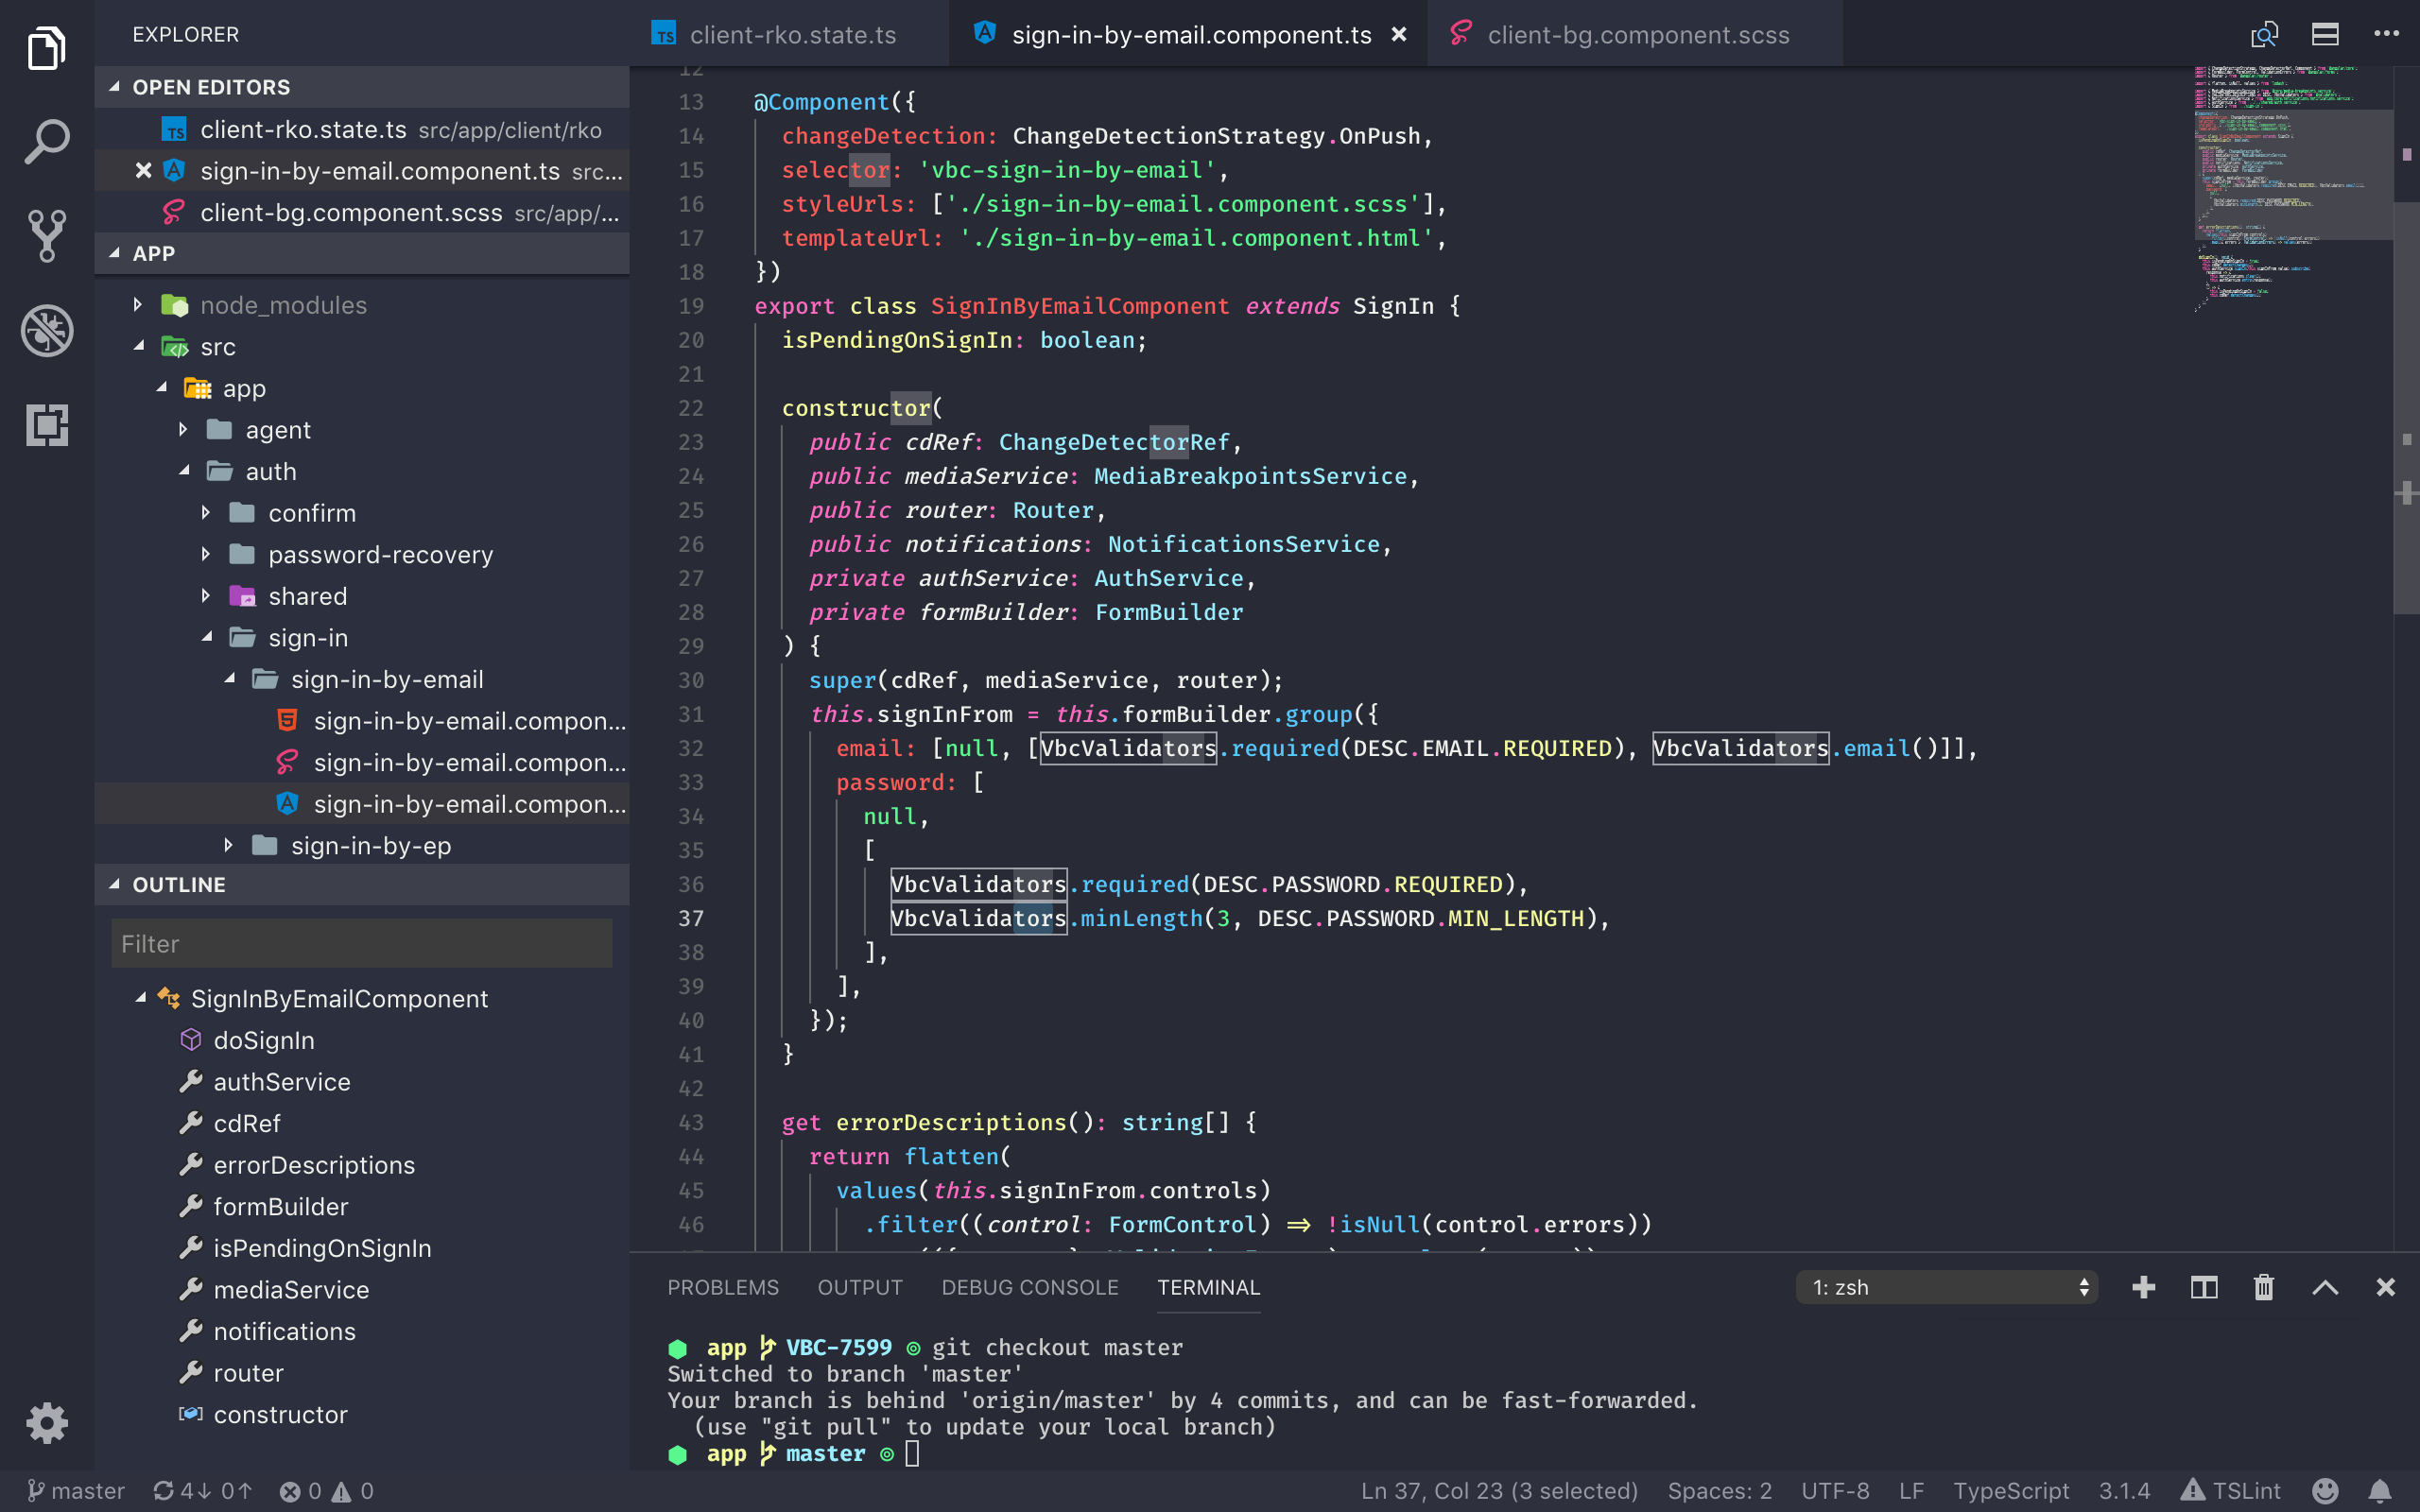 EXPLORER
OPEN EDITORS
client-rko.state.ts src/app/client/rko
sign-in-by-email.component.ts src...
client-bg.component.scss src/app/...
APP
node_modules
src
app
agent
auth
confirm
password-recovery
shared
sign-in
sign-in-by-email
sign-in-by-email.compon...
sign-in-by-email.compon...
sign-in-by-email.compon...
sign-in-by-ep
OUTLINE
Filter
SignInByEmailComponent
doSignIn
authService
cdRef
errorDescriptions
formBuilder
isPendingOnSignIn
mediaService
notifications
router
constructor
client-rko.state.ts
sign-in-by-email.component.ts
client-bg.component.scss
12
13 @Component({
14 changeDetection: ChangeDetectionStrategy.OnPush,
15 selector: 'vbc-sign-in-by-email',
16 styleUrls: ['./sign-in-by-email.component.scss'],
17 templateUrl: './sign-in-by-email.component.html',
18 })
19 export class SignInByEmailComponent extends SignIn {
20 isPendingOnSignIn: boolean;
21
22 constructor(
23 public cdRef: ChangeDetectorRef,
24 public mediaService: MediaBreakpointsService,
25 public router: Router,
26 public notifications: NotificationsService,
27 private authService: AuthService,
28 private formBuilder: FormBuilder
29 ) {
30 super(cdRef, mediaService, router);
31 this.signInFrom = this.formBuilder.group({
32 email: [null, [VbcValidators.required(DESC.EMAIL.REQUIRED), VbcValidators.email()]],
33 password: [
34 null,
35 [
36 VbcValidators.required(DESC.PASSWORD.REQUIRED),
37 VbcValidators.minLength(3, DESC.PASSWORD.MIN_LENGTH),
38 ],
39 ],
40 });
41 }
42
43 get errorDescriptions(): string[] {
44 return flatten(
45 values(this.signInFrom.controls)
46 .filter((control: FormControl) => !isNull(control.errors))
PROBLEMS OUTPUT DEBUG CONSOLE TERMINAL 1: zsh
app VBC-7599 git checkout master
Switched to branch 'master'
Your branch is behind 'origin/master' by 4 commits, and can be fast-forwarded.
(use "git pull" to update your local branch)
app master
master 4↓ 0↑ 0 0 Ln 37, Col 23 (3 selected) Spaces: 2 UTF-8 LF TypeScript 3.1.4 TSLint